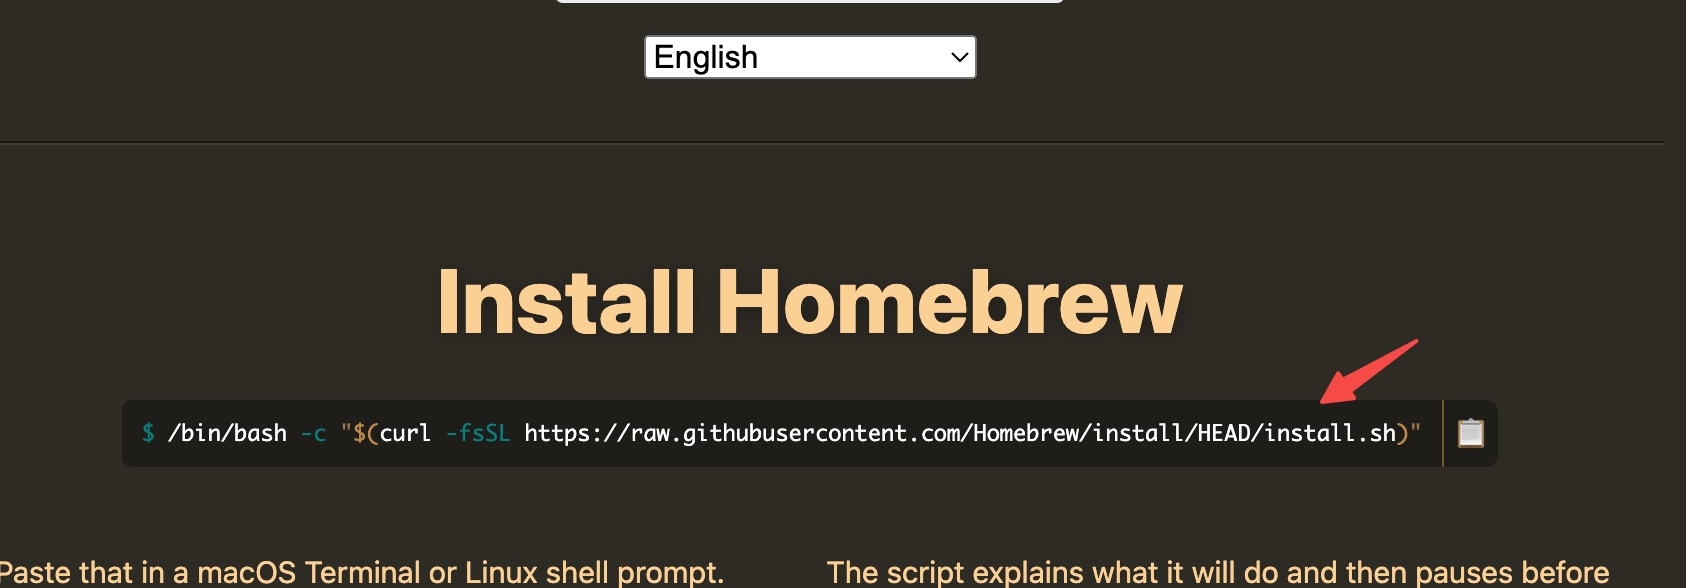 English
Install Homebrew
$ /bin/bash -c "$(curl -fsSL https://raw.githubusercontent.com/Homebrew/install/HEAD/install.sh)"
Paste that in a macOS Terminal or Linux shell prompt.
The script explains what it will do and then pauses before